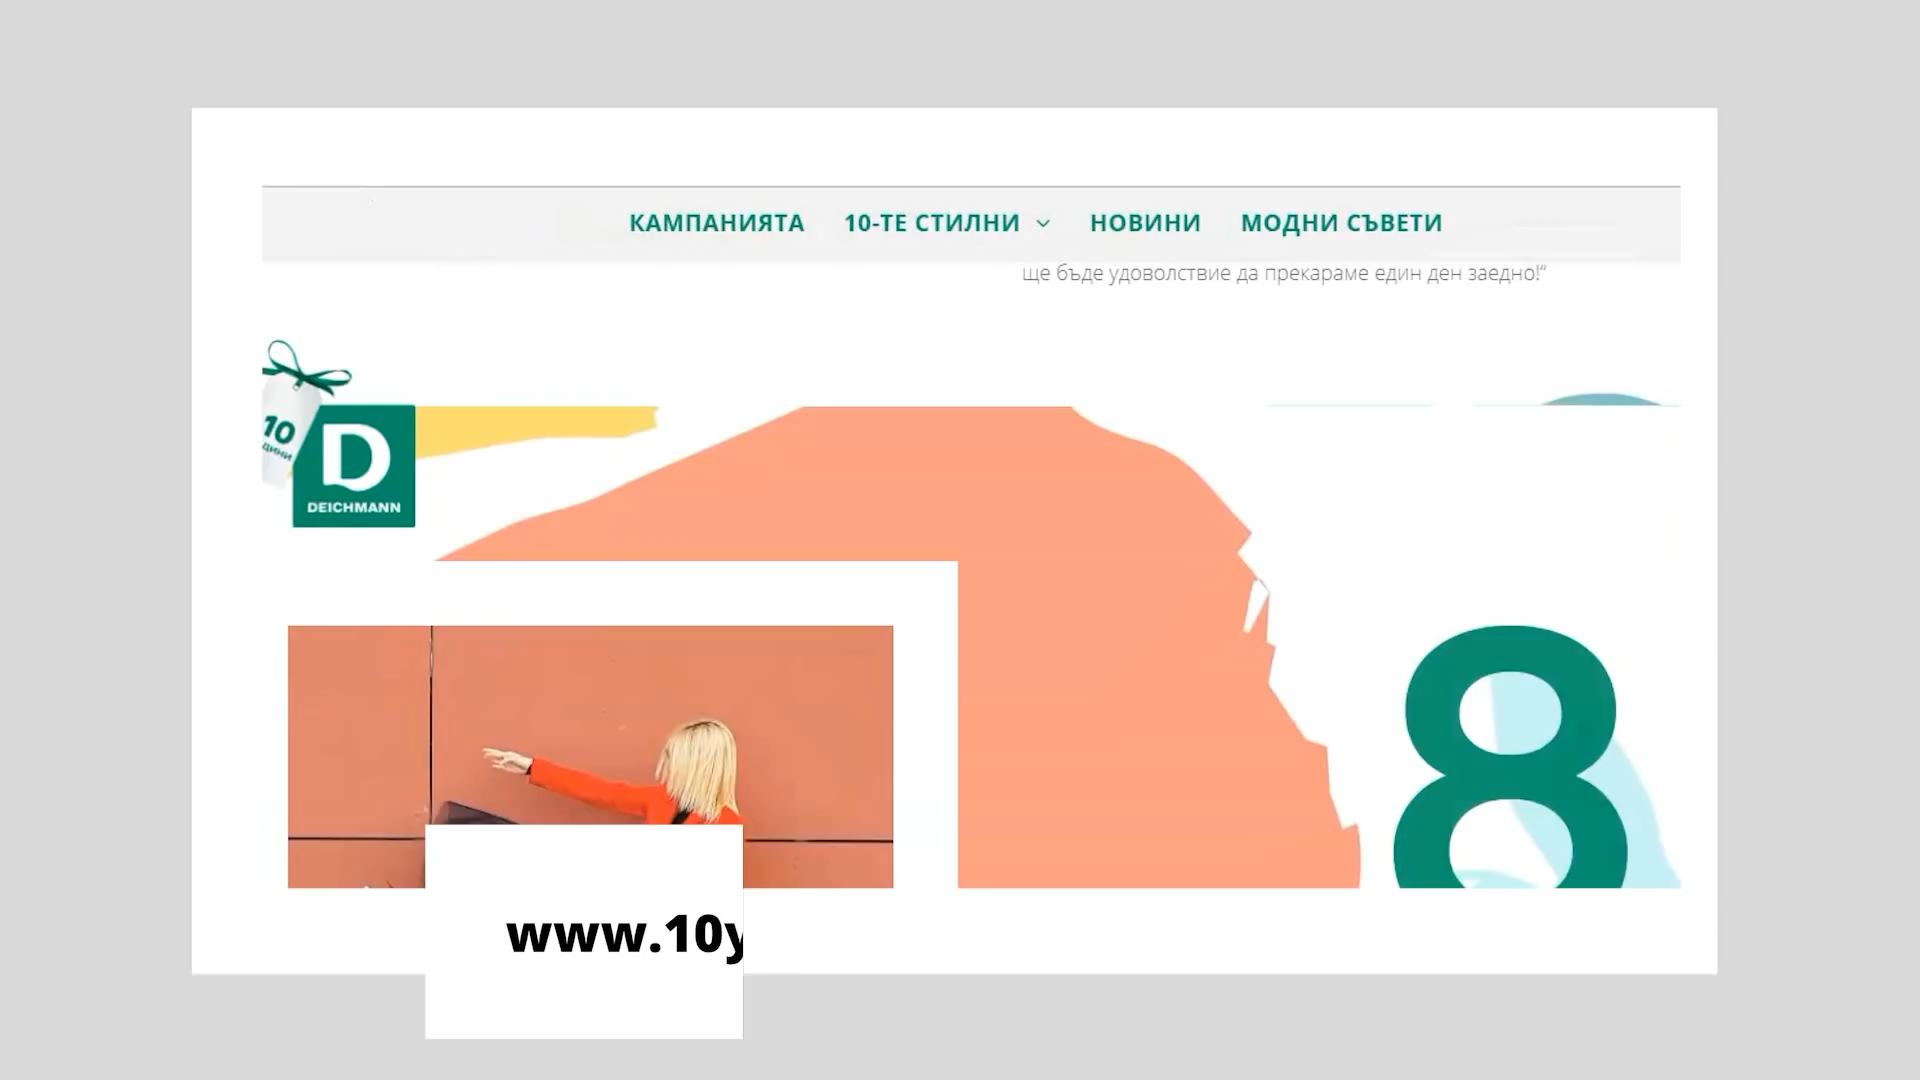 КАМПАНИЯТА 10-ТЕ СТИЛНИ НОВИНИ МОДНИ СЪВЕТИ
ще бъде удоволствие да прекараме един ден заедно!“
10
ДИНИ
D
DEICHMANN
8
www.10y